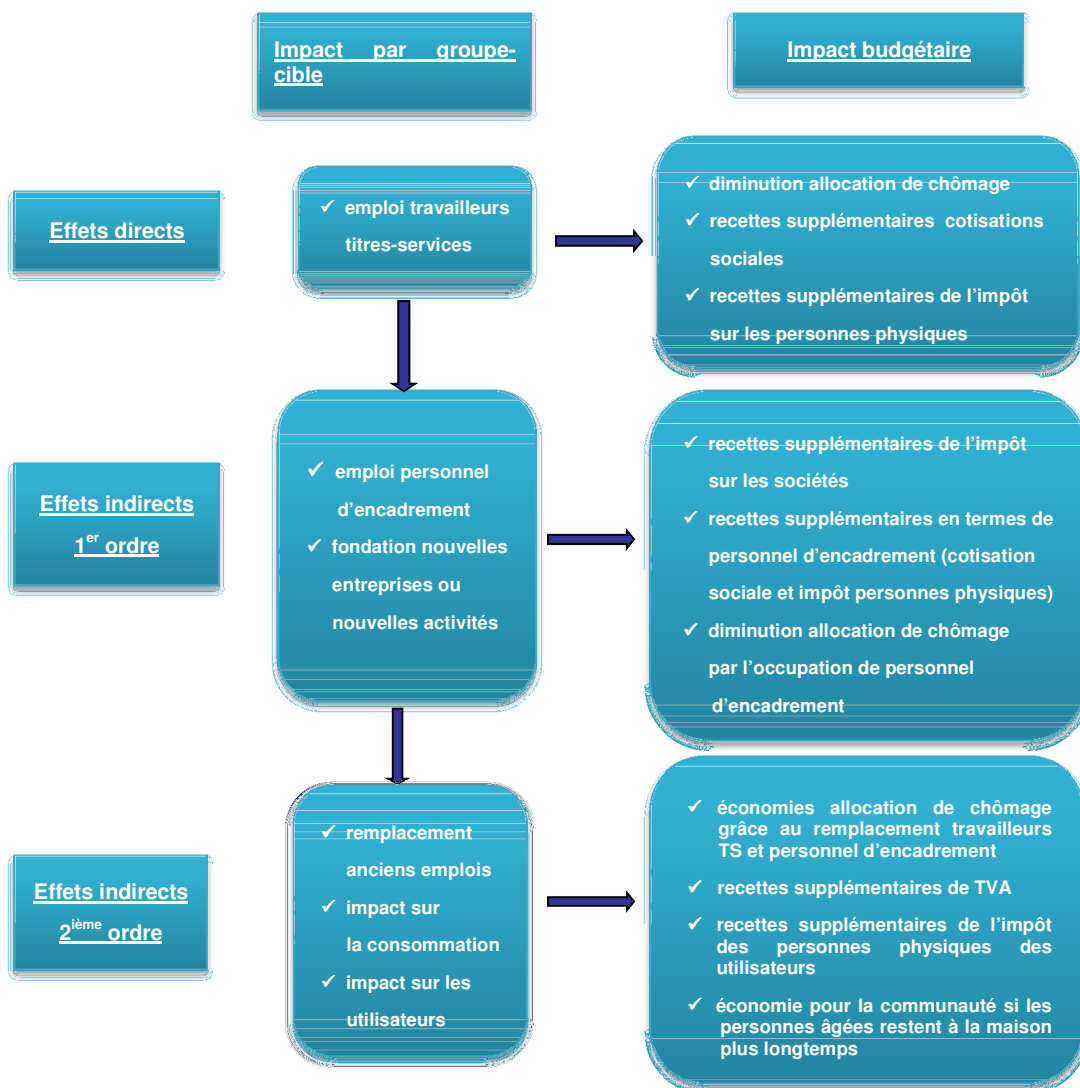 Impact par groupe-
cible
Impact budgétaire
Effets directs
✓ emploi travailleurs
titres-services
✓ diminution allocation de chômage
✓ recettes supplémentaires cotisations
sociales
✓ recettes supplémentaires de l'impôt
sur les personnes physiques
Effets indirects
1er ordre
✓ emploi personnel
d'encadrement
✓ fondation nouvelles
entreprises ou
nouvelles activités
✓ recettes supplémentaires de l'impôt
sur les sociétés
✓ recettes supplémentaires en termes de
personnel d'encadrement (cotisation
sociale et impôt personnes physiques)
✓ diminution allocation de chômage
par l'occupation de personnel
d'encadrement
Effets indirects
2ième ordre
✓ remplacement
anciens emplois
✓ impact sur
la consommation
✓ impact sur les
utilisateurs
✓ économies allocation de chômage
grâce au remplacement travailleurs
TS et personnel d'encadrement
✓ recettes supplémentaires de TVA
✓ recettes supplémentaires de l'impôt
des personnes physiques des
utilisateurs
✓ économie pour la communauté si les
personnes âgées restent à la maison
plus longtemps